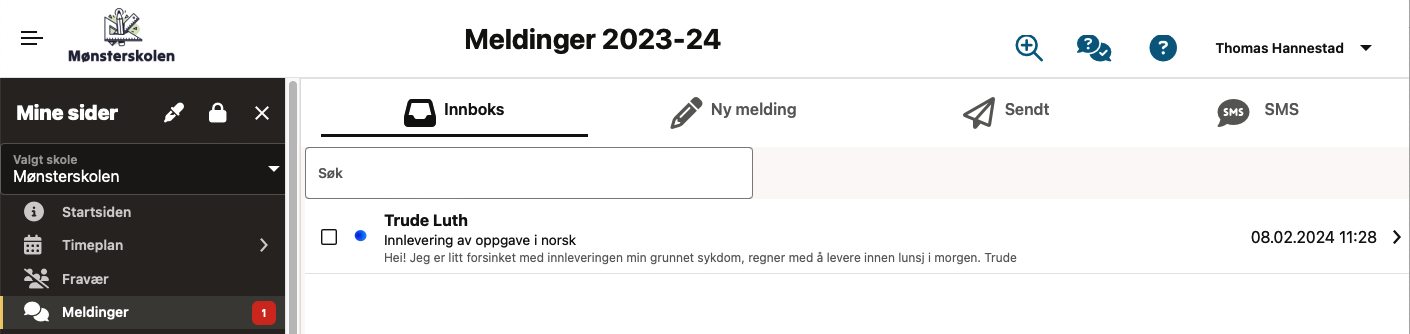 Mønsterskolen
Meldinger 2023-24
?
?
Thomas Hannestad
Mine sider
Valgt skole
Mønsterskolen
Startsiden
Timeplan
Fravær
Meldinger
1
Innboks
Ny melding
Sendt
SMS
SMS
Søk
Trude Luth
Innlevering av oppgave i norsk
Hei! Jeg er litt forsinket med innleveringen min grunnet sykdom, regner med å levere innen lunsj i morgen. Trude
08.02.2024 11:28